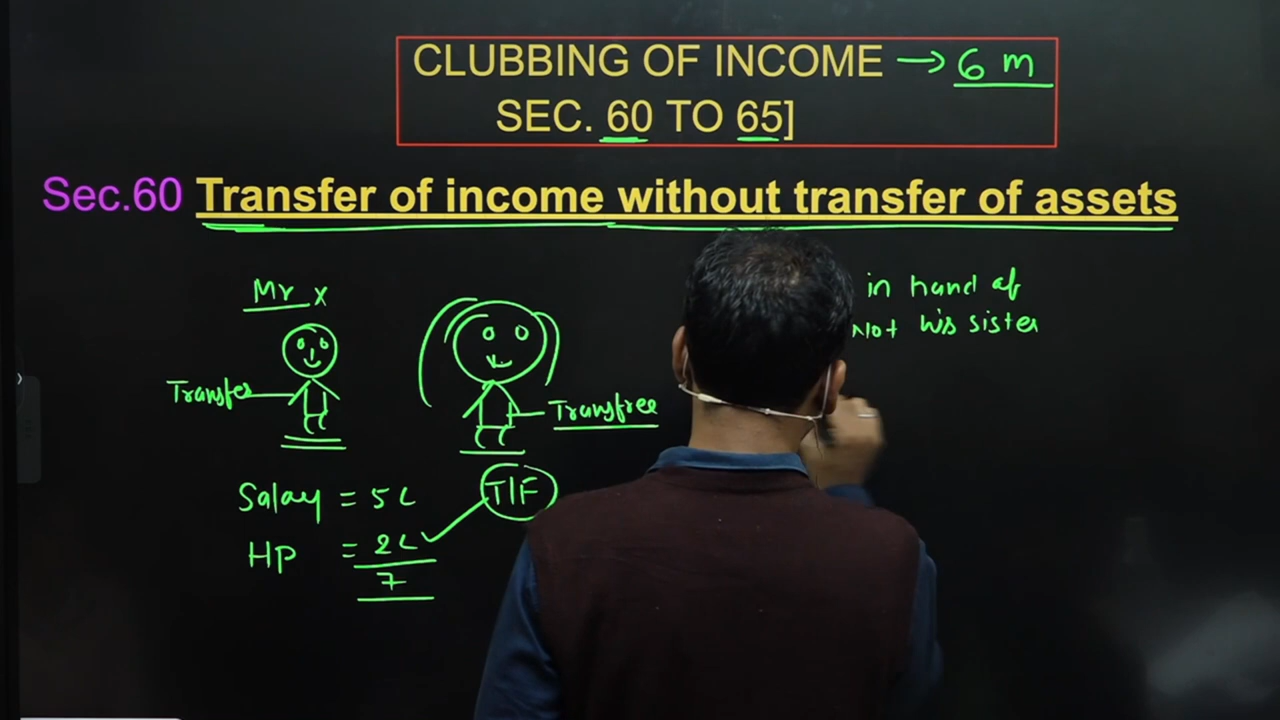 CLUBBING OF INCOME → 6 m
SEC. 60 TO 65]
Sec.60 Transfer of income without transfer of assets
Mr X
Transfer
Transfree
Salary = 5L
HP = 2L
7
T/F
in hand of
Not his sister